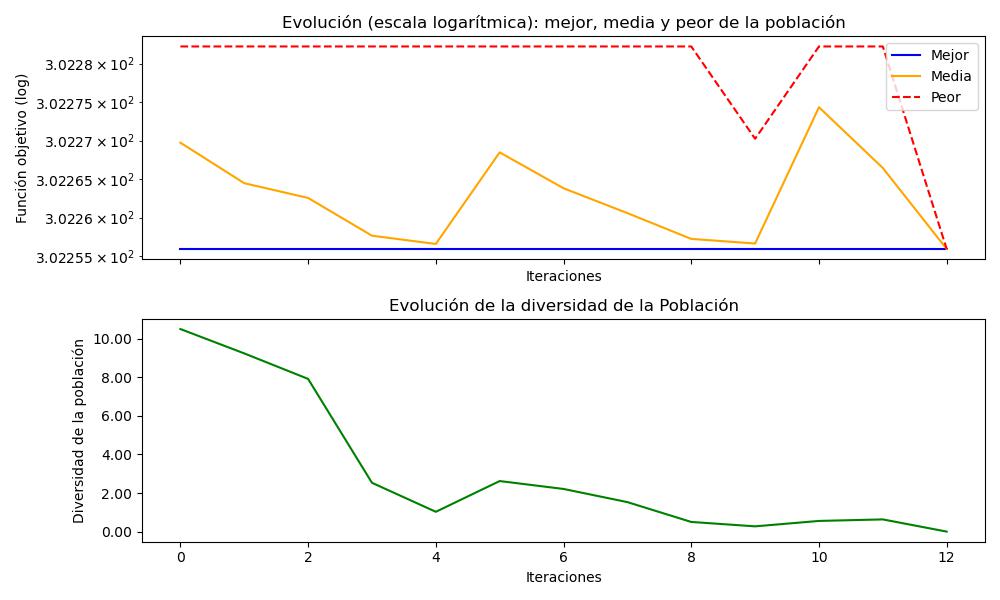 Evolución (escala logarítmica): mejor, media y peor de la población
Función objetivo (log)
3.0228 × 10²
3.02275 × 10²
3.0227 × 10²
3.02265 × 10²
3.0226 × 10²
3.02255 × 10²
Mejor
Media
Peor
Iteraciones
Evolución de la diversidad de la Población
Diversidad de la población
10.00
8.00
6.00
4.00
2.00
0.00
0 2 4 6 8 10 12
Iteraciones